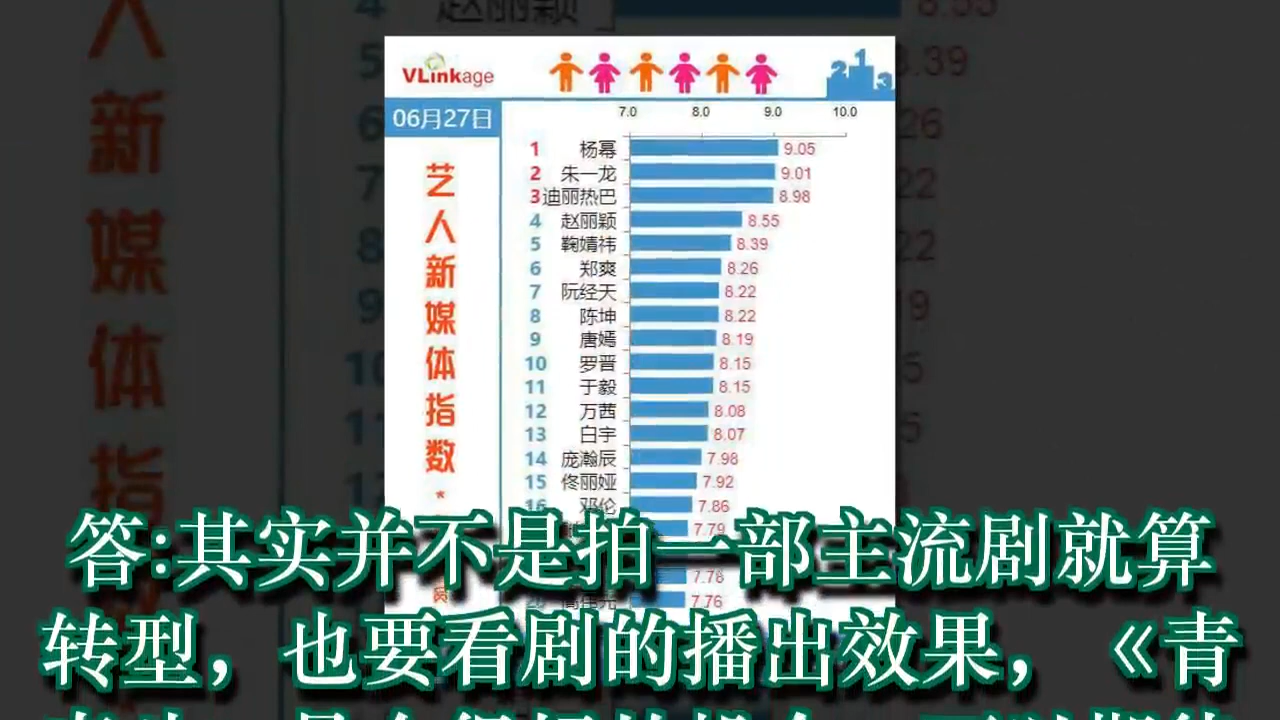 VLinkage
2 1 3
06月27日
艺人新媒体指数
*
7.0 8.0 9.0 10.0
1 杨幂 9.05
2 朱一龙 9.01
3 迪丽热巴 8.98
4 赵丽颖 8.55
5 鞠婧祎 8.39
6 郑爽 8.26
7 阮经天 8.22
8 陈坤 8.22
9 唐嫣 8.19
10 罗晋 8.15
11 于毅 8.15
12 万茜 8.08
13 白宇 8.07
14 庞瀚辰 7.98
15 佟丽娅 7.92
16 邓伦 7.86
7.79
7.78
7.76
答:其实并不是拍一部主流剧就算
转型，也要看剧的播出效果，《青